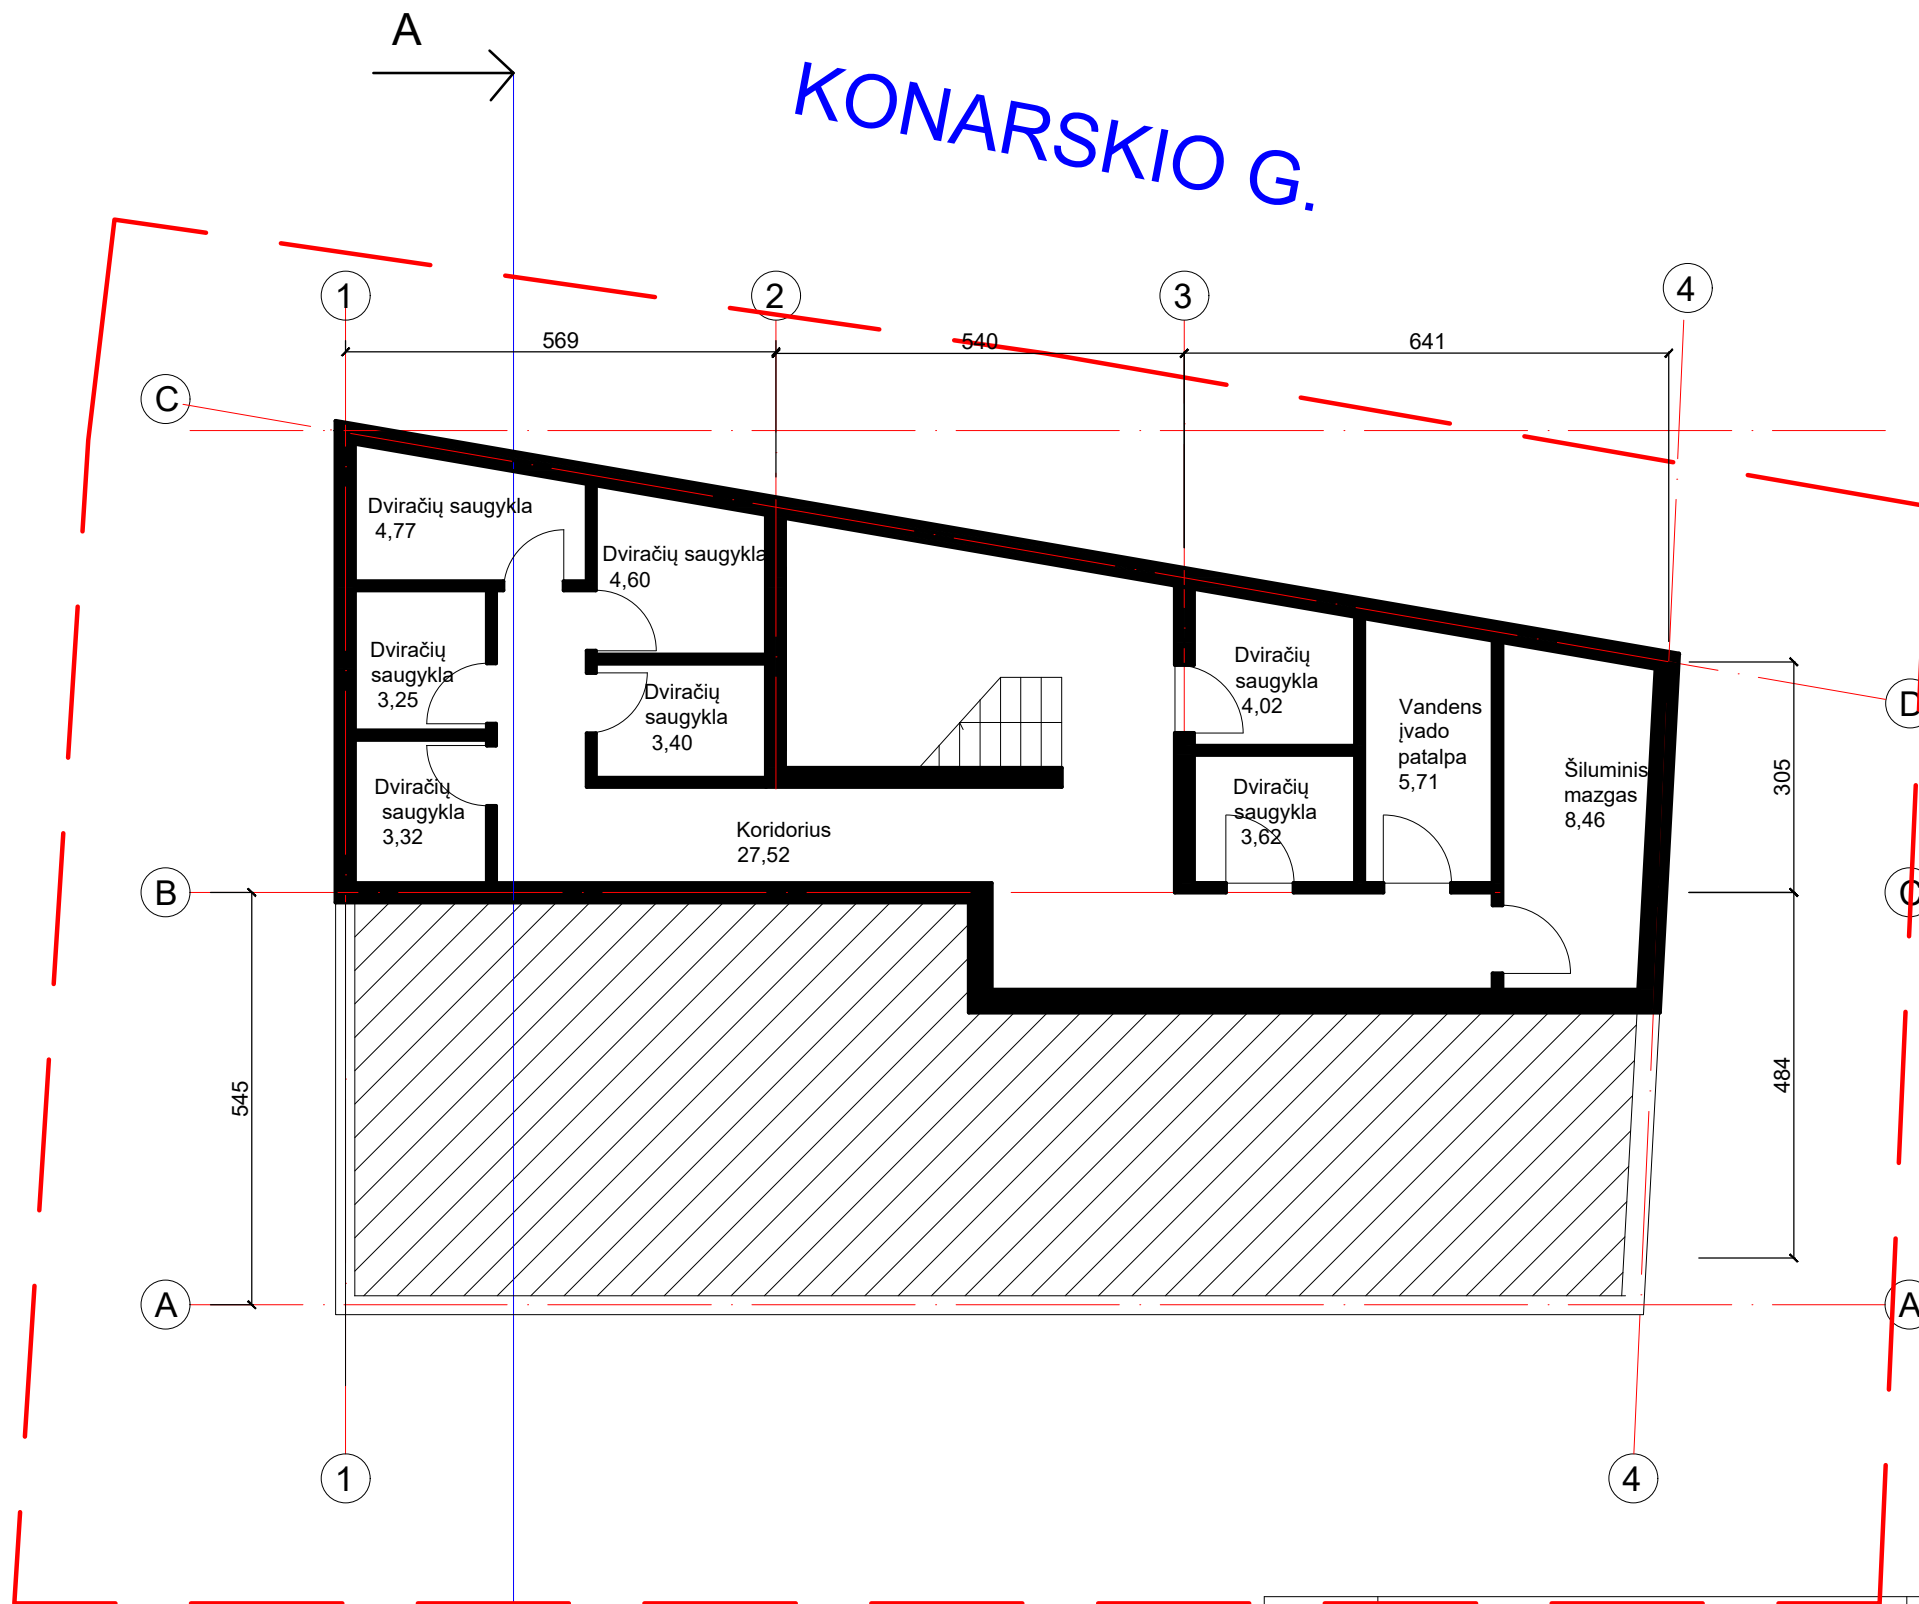 A
KONARSKIO G.
1
2
3
4
569
540
641
C
Dviračių saugykla
4,77
Dviračių saugykla
4,60
Dviračių
saugykla
3,25
Dviračių
saugykla
3,40
Dviračių
saugykla
3,32
Koridorius
27,52
Dviračių
saugykla
4,02
Dviračių
saugykla
3,62
Vandens
įvado
patalpa
5,71
Šiluminis
mazgas
8,46
D
305
B
C
545
484
A
A
1
4